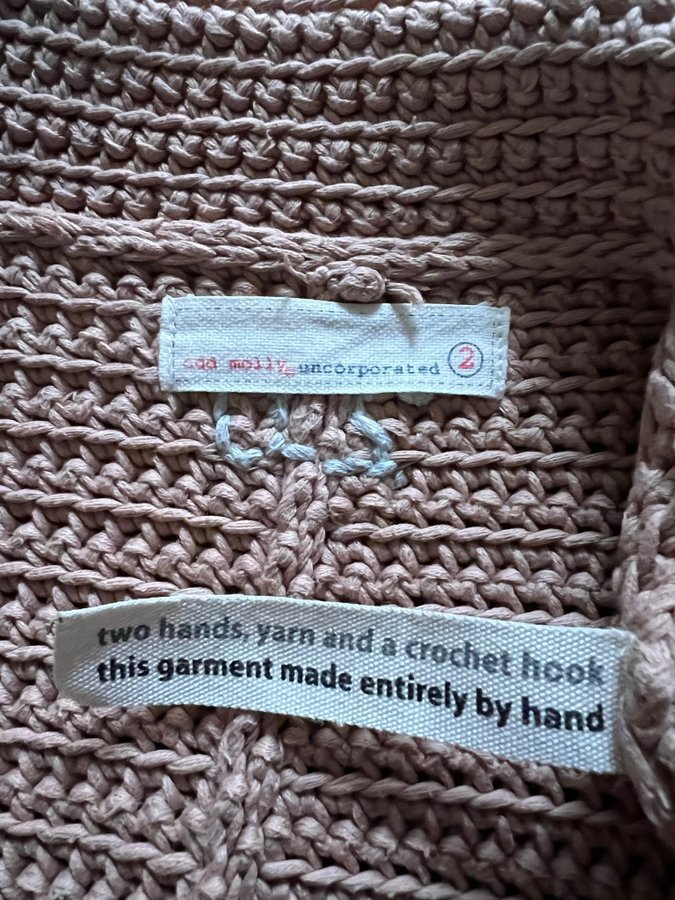 odd molly uncorporated 2
two hands, yarn and a crochet hook
this garment made entirely by hand